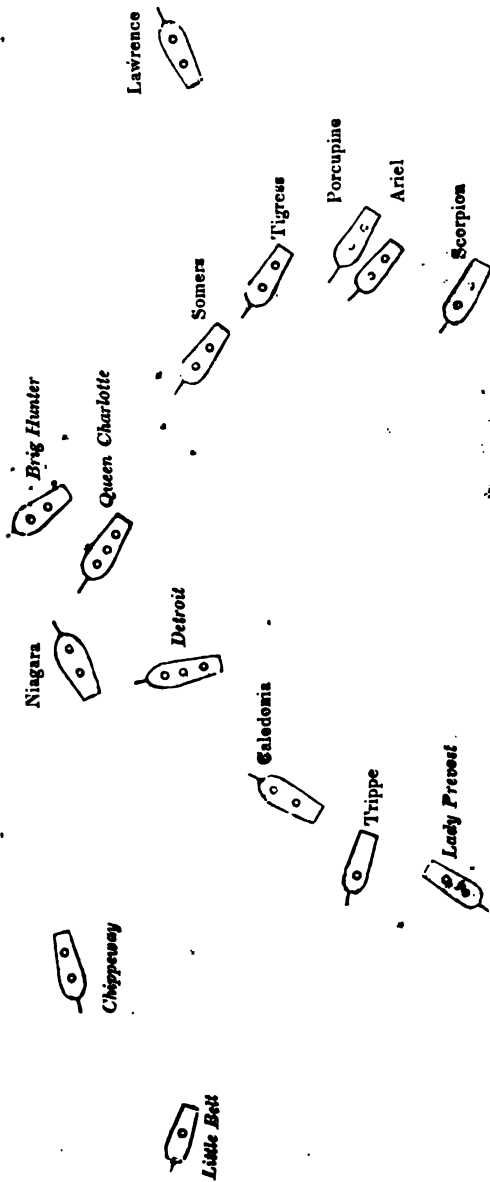 Lawrence
Porcupine
Ariel
Tigress
Scorpion
Somers
Brig Hunter
Queen Charlotte
Niagara
Detroit
Caledonia
Trippe
Lady Prevost
Chippeway
Little Belt